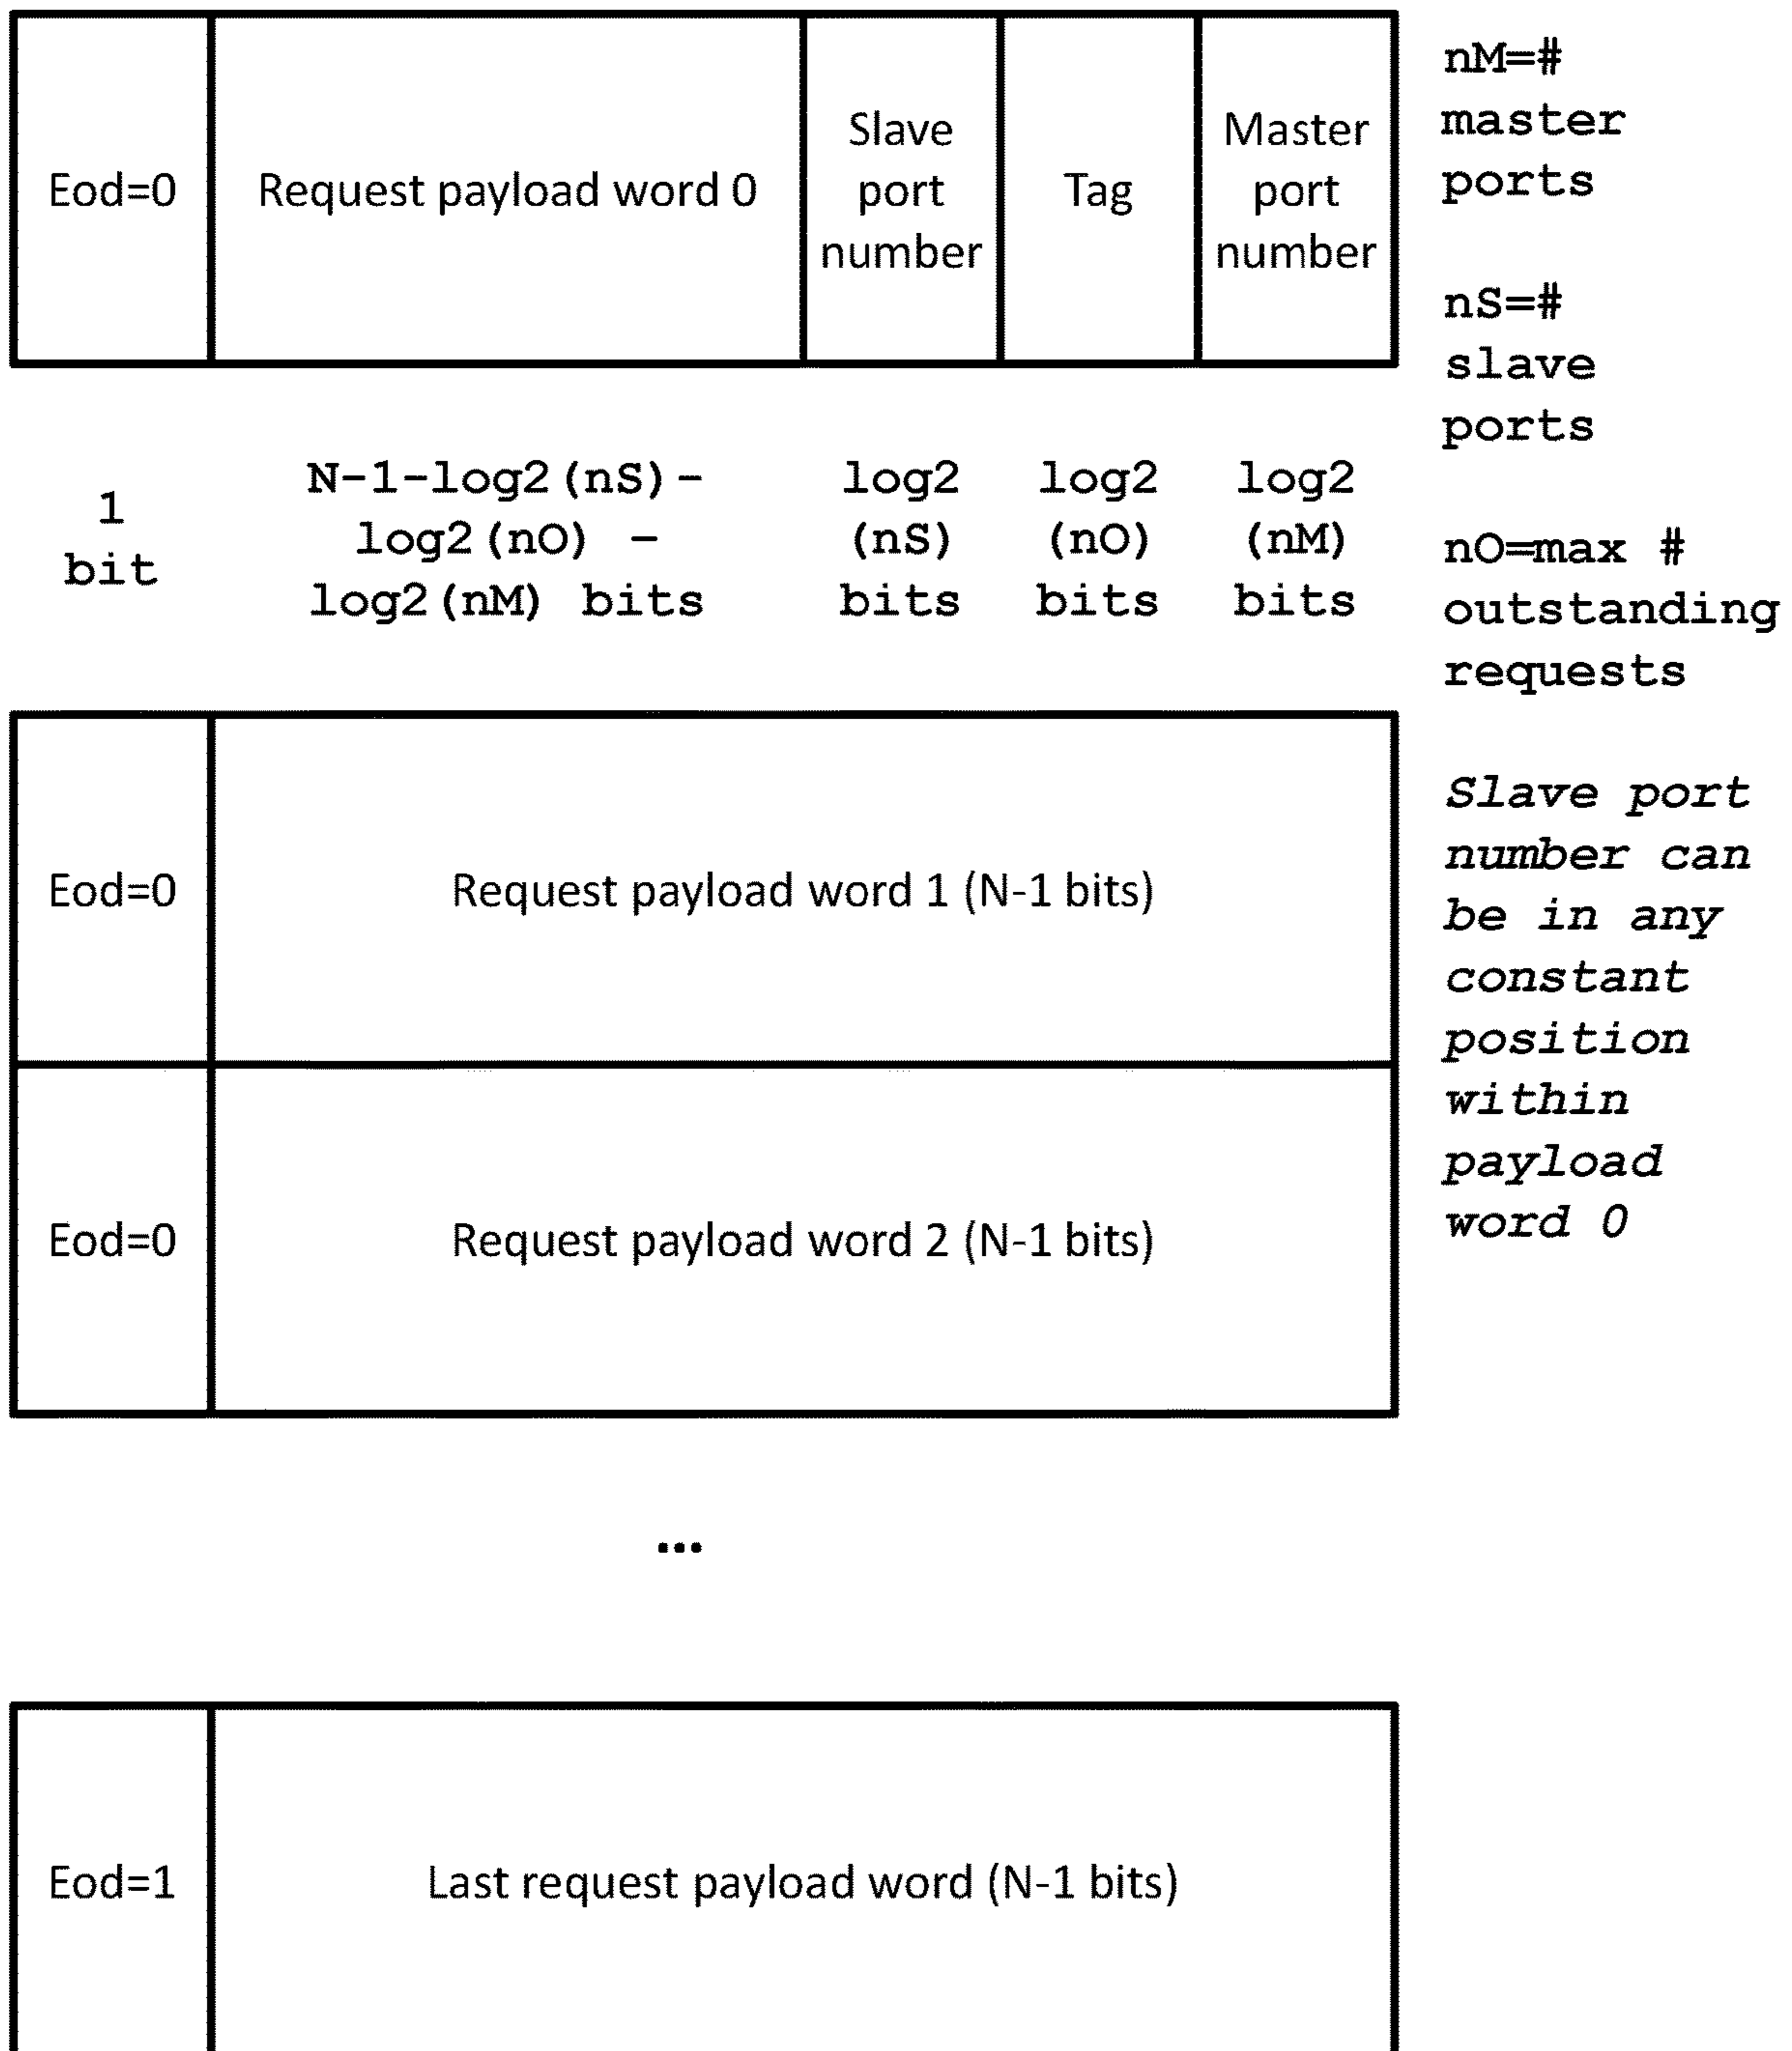 Eod=0
Request payload word 0
Slave
port
number
Tag
Master
port
number
1
bit
N-1-log2(nS)-
log2(nO) -
log2(nM) bits
log2
(nS)
bits
log2
(nO)
bits
log2
(nM)
bits
nM=#
master
ports
nS=#
slave
ports
nO=max #
outstanding
requests
Slave port
number can
be in any
constant
position
within
payload
word 0
Eod=0
Request payload word 1 (N-1 bits)
Eod=0
Request payload word 2 (N-1 bits)
...
Eod=1
Last request payload word (N-1 bits)